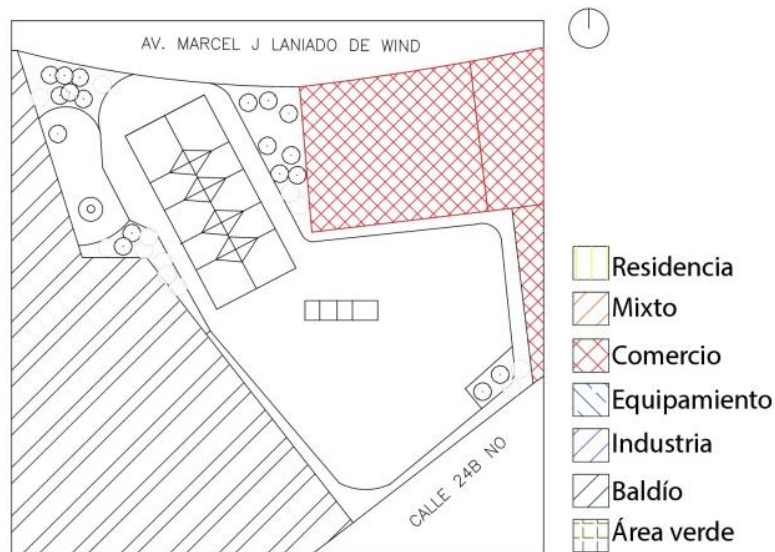 AV. MARCEL J LANIADO DE WIND
CALLE 24B NO
Residencia
Mixto
Comercio
Equipamiento
Industria
Baldío
Área verde